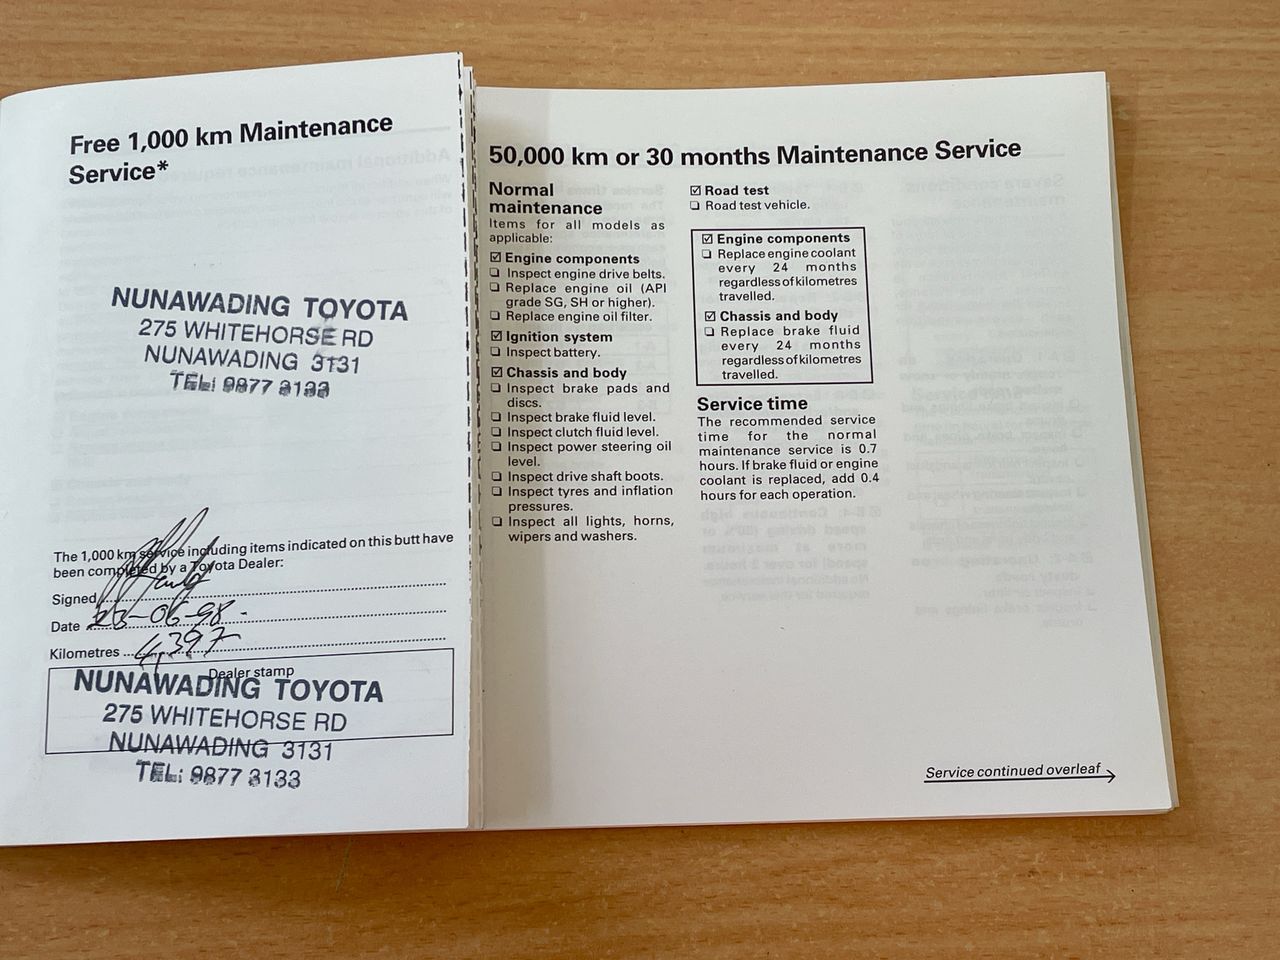 Free 1,000 km Maintenance
Service*
NUNAWADING TOYOTA
275 WHITEHORSE RD
NUNAWADING 3131
TEL: 9877 3133
The 1,000 km service including items indicated on this butt have
been completed by a Toyota Dealer:
Signed
Date 23-06-98
Kilometres 4,397
Dealer stamp
NUNAWADING TOYOTA
275 WHITEHORSE RD
NUNAWADING 3131
TEL: 9877 3133
50,000 km or 30 months Maintenance Service
Normal
maintenance
Items for all models as
applicable:
☑ Engine components
❑ Inspect engine drive belts.
❑ Replace engine oil (API
grade SG, SH or higher).
❑ Replace engine oil filter.
☑ Ignition system
❑ Inspect battery.
☑ Chassis and body
❑ Inspect brake pads and
discs.
❑ Inspect brake fluid level.
❑ Inspect clutch fluid level.
❑ Inspect power steering oil
level.
❑ Inspect drive shaft boots.
❑ Inspect tyres and inflation
pressures.
❑ Inspect all lights, horns,
wipers and washers.
☑ Road test
❑ Road test vehicle.
☑ Engine components
❑ Replace engine coolant
every 24 months
regardless of kilometres
travelled.
☑ Chassis and body
❑ Replace brake fluid
every 24 months
regardless of kilometres
travelled.
Service time
The recommended service
time for the normal
maintenance service is 0.7
hours. If brake fluid or engine
coolant is replaced, add 0.4
hours for each operation.
Service continued overleaf